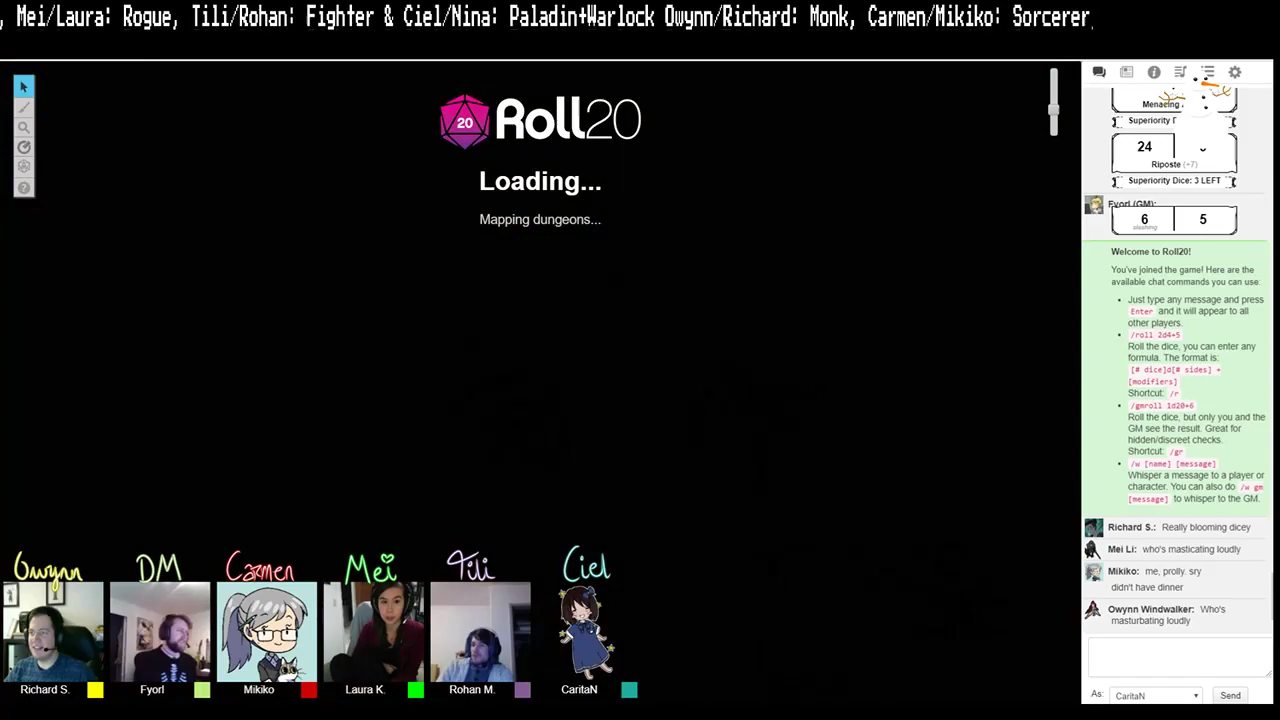 , Mei/Laura: Rogue, Tili/Rohan: Fighter & Ciel/Nina: Paladin+Warlock Owynn/Richard: Monk, Carmen/Mikiko: Sorcerer,
20
Roll20
Loading...
Mapping dungeons...
Menacing
Superiority
24
Riposte (+7)
Superiority Dice: 3 LEFT
Fyorl (GM):
6
slashing
5
Welcome to Roll20!
You've joined the game! Here are the
available chat commands you can use:
Just type any message and press
Enter and it will appear to all
other players.
/roll 2d4+5
Roll the dice, you can enter any
formula. The format is:
[# dice]d[# sides] +
[modifiers]
Shortcut: /r
/gmroll 1d20+6
Roll the dice, but only you and the
GM see the result. Great for
hidden/discreet checks.
Shortcut: /gr
/w [name] [message]
Whisper a message to a player or
character. You can also do /w gm
[message] to whisper to the GM.
Richard S.: Really blooming dicey
Mei Li: who's masticating loudly
Mikiko: me, prolly. sry
didn't have dinner
Owynn Windwalker: Who's
masturbating loudly
As: CaritaN Send
Owynn DM Carmen Mei Tili Ciel
Richard S. Fyorl Mikiko Laura K. Rohan M. CaritaN